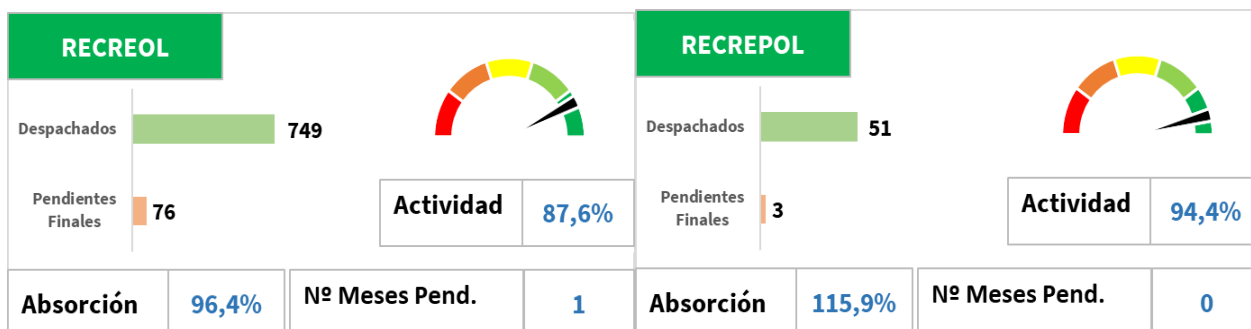 RECREOL
Despachados
749
Pendientes
Finales
76
Actividad
87,6%
Absorción
96,4%
Nº Meses Pend.
1
RECREPOL
Despachados
51
Pendientes
Finales
3
Actividad
94,4%
Absorción
115,9%
Nº Meses Pend.
0